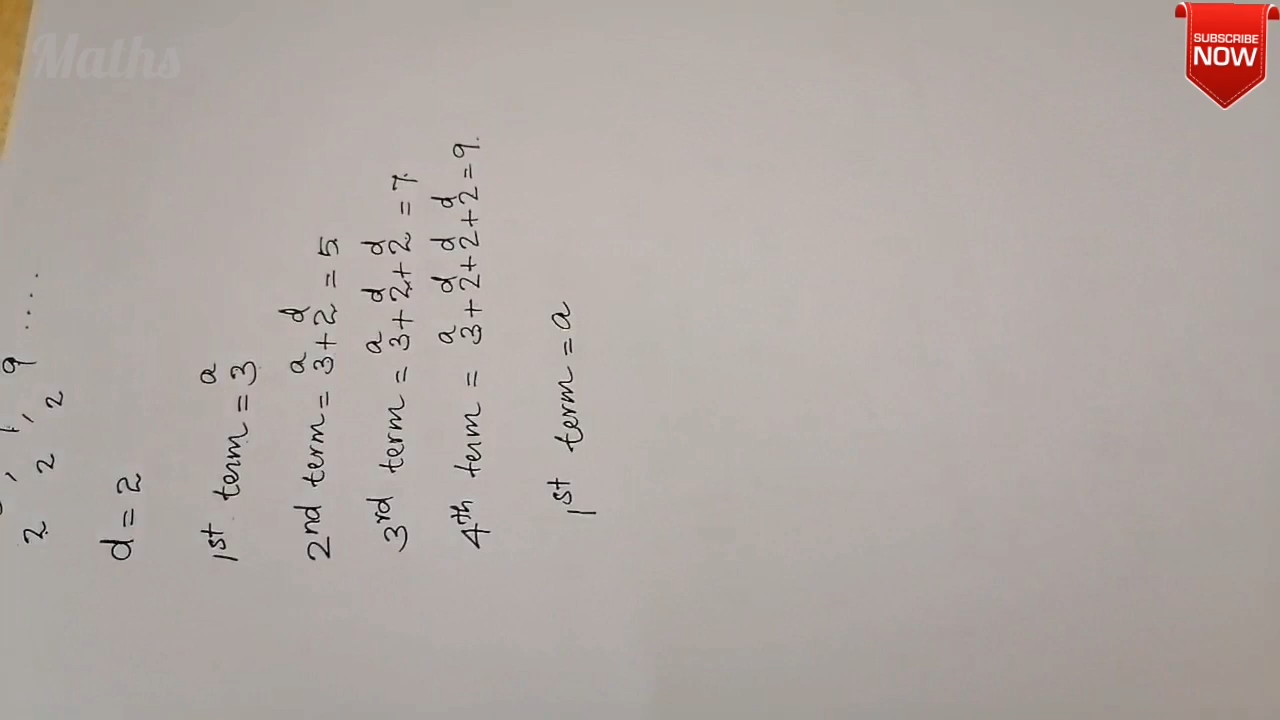 Maths
SUBSCRIBE
NOW
, , 9 ....
2 2 2
d = 2
a
1st term = 3
a d
2nd term = 3 + 2 = 5
a d d
3rd term = 3 + 2 + 2 = 7.
a d d d
4th term = 3 + 2 + 2 + 2 = 9.
1st term = a